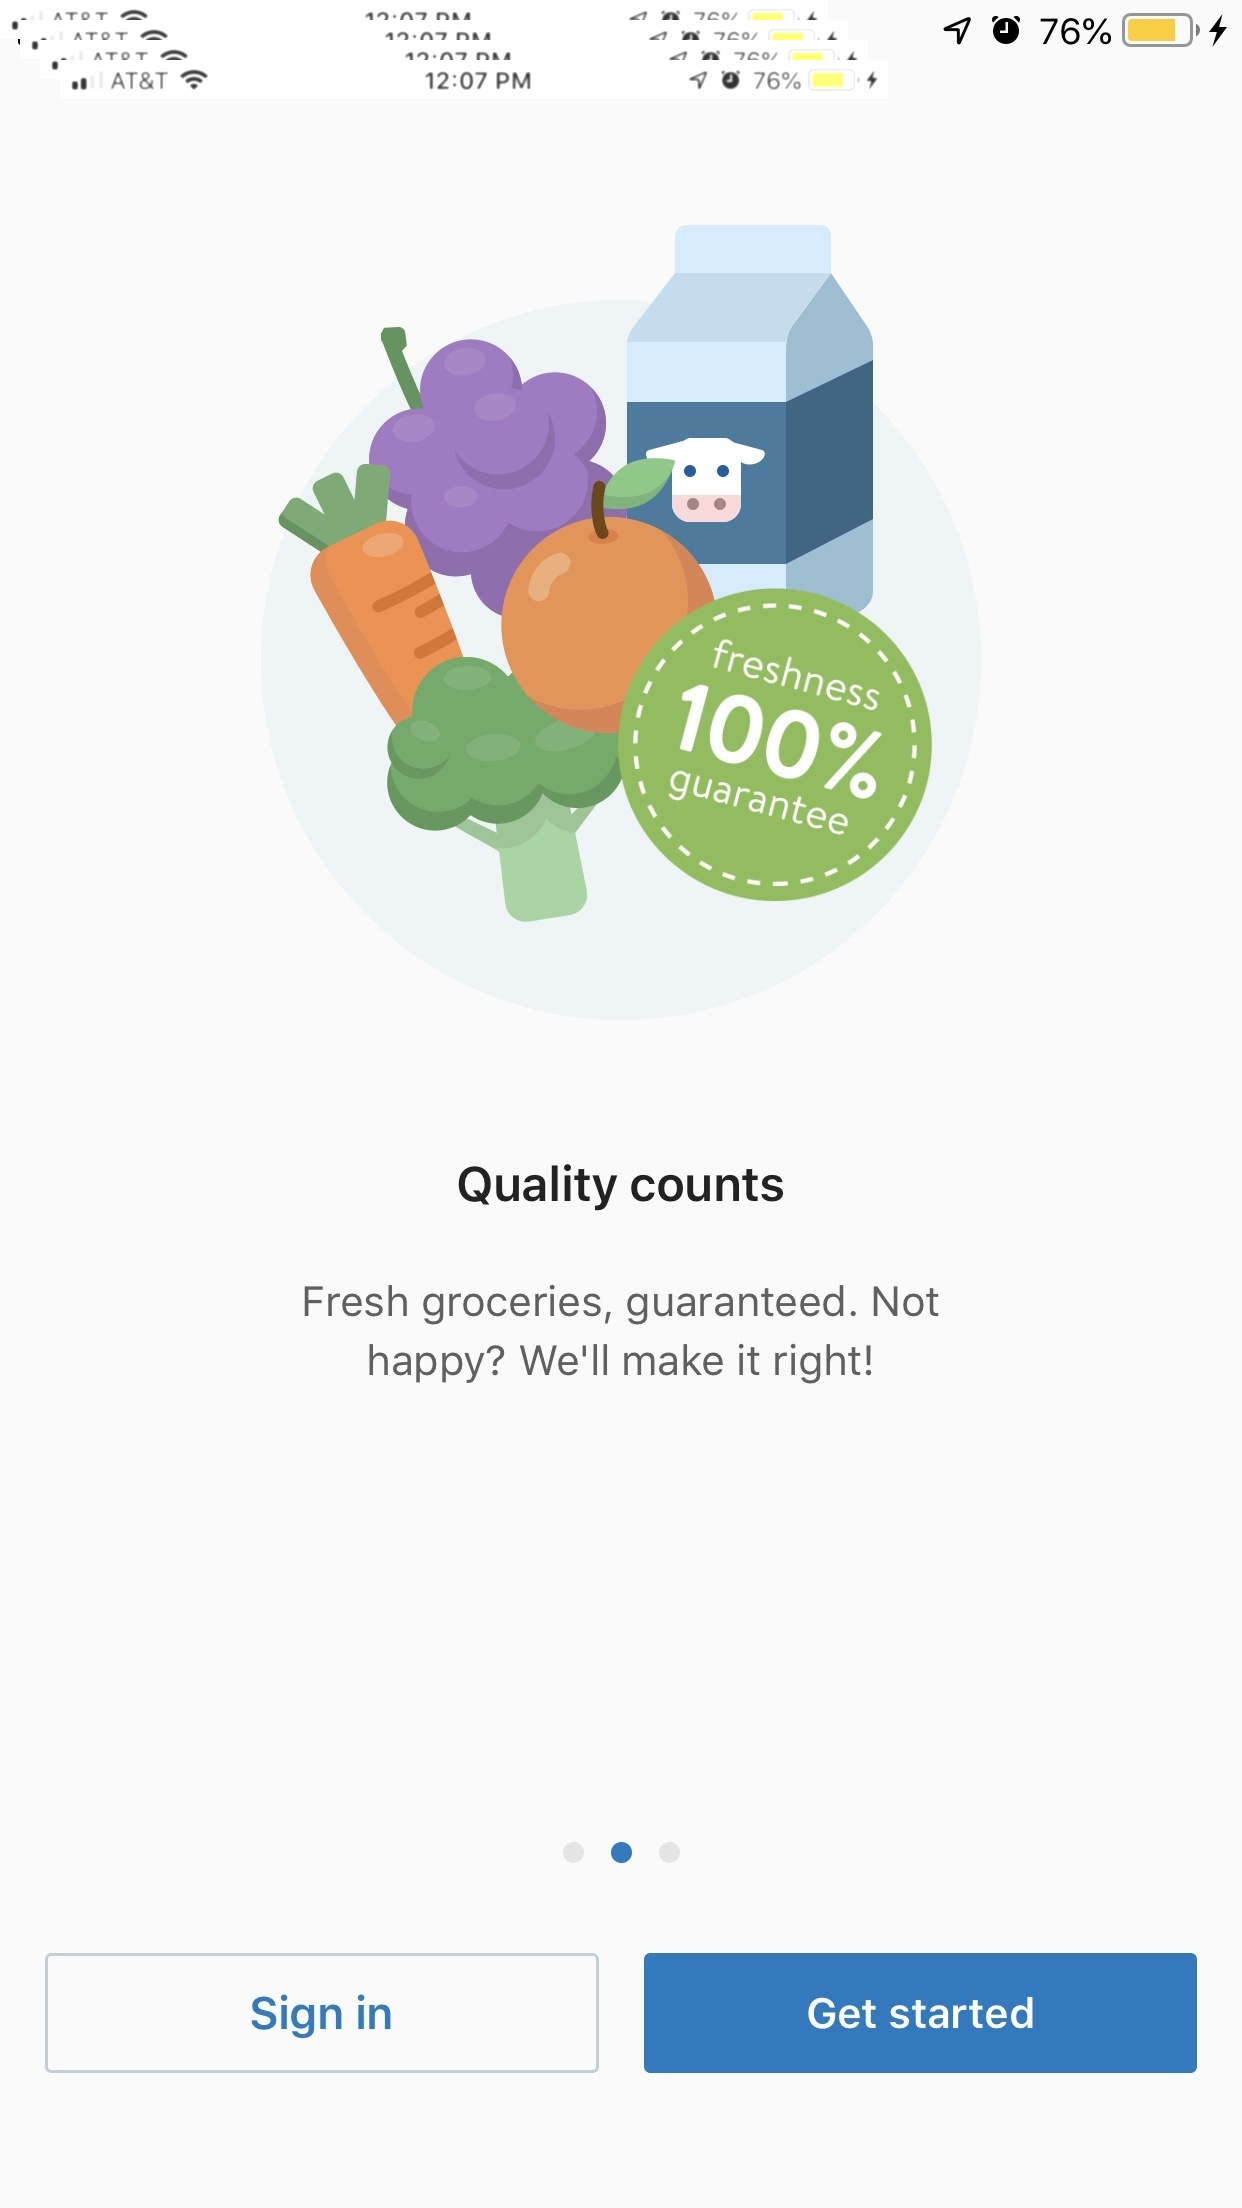 AT&T 12:07 PM 76%
AT&T 12:07 PM 76%
AT&T 12:07 PM 76%
AT&T 12:07 PM 76%
76%
freshness
100%
guarantee
Quality counts
Fresh groceries, guaranteed. Not
happy? We'll make it right!
Sign in
Get started